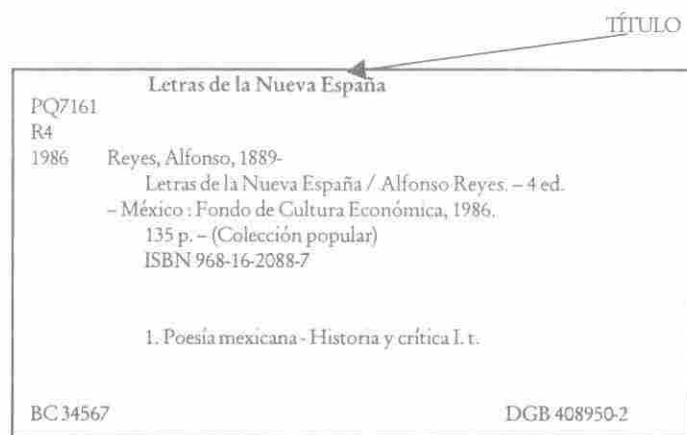 TÍTULO
Letras de la Nueva España
PQ7161
R4
1986 Reyes, Alfonso, 1889-
Letras de la Nueva España / Alfonso Reyes. – 4 ed.
– México : Fondo de Cultura Económica, 1986.
135 p. – (Colección popular)
ISBN 968-16-2088-7
1. Poesía mexicana - Historia y crítica I. t.
BC 34567 DGB 408950-2